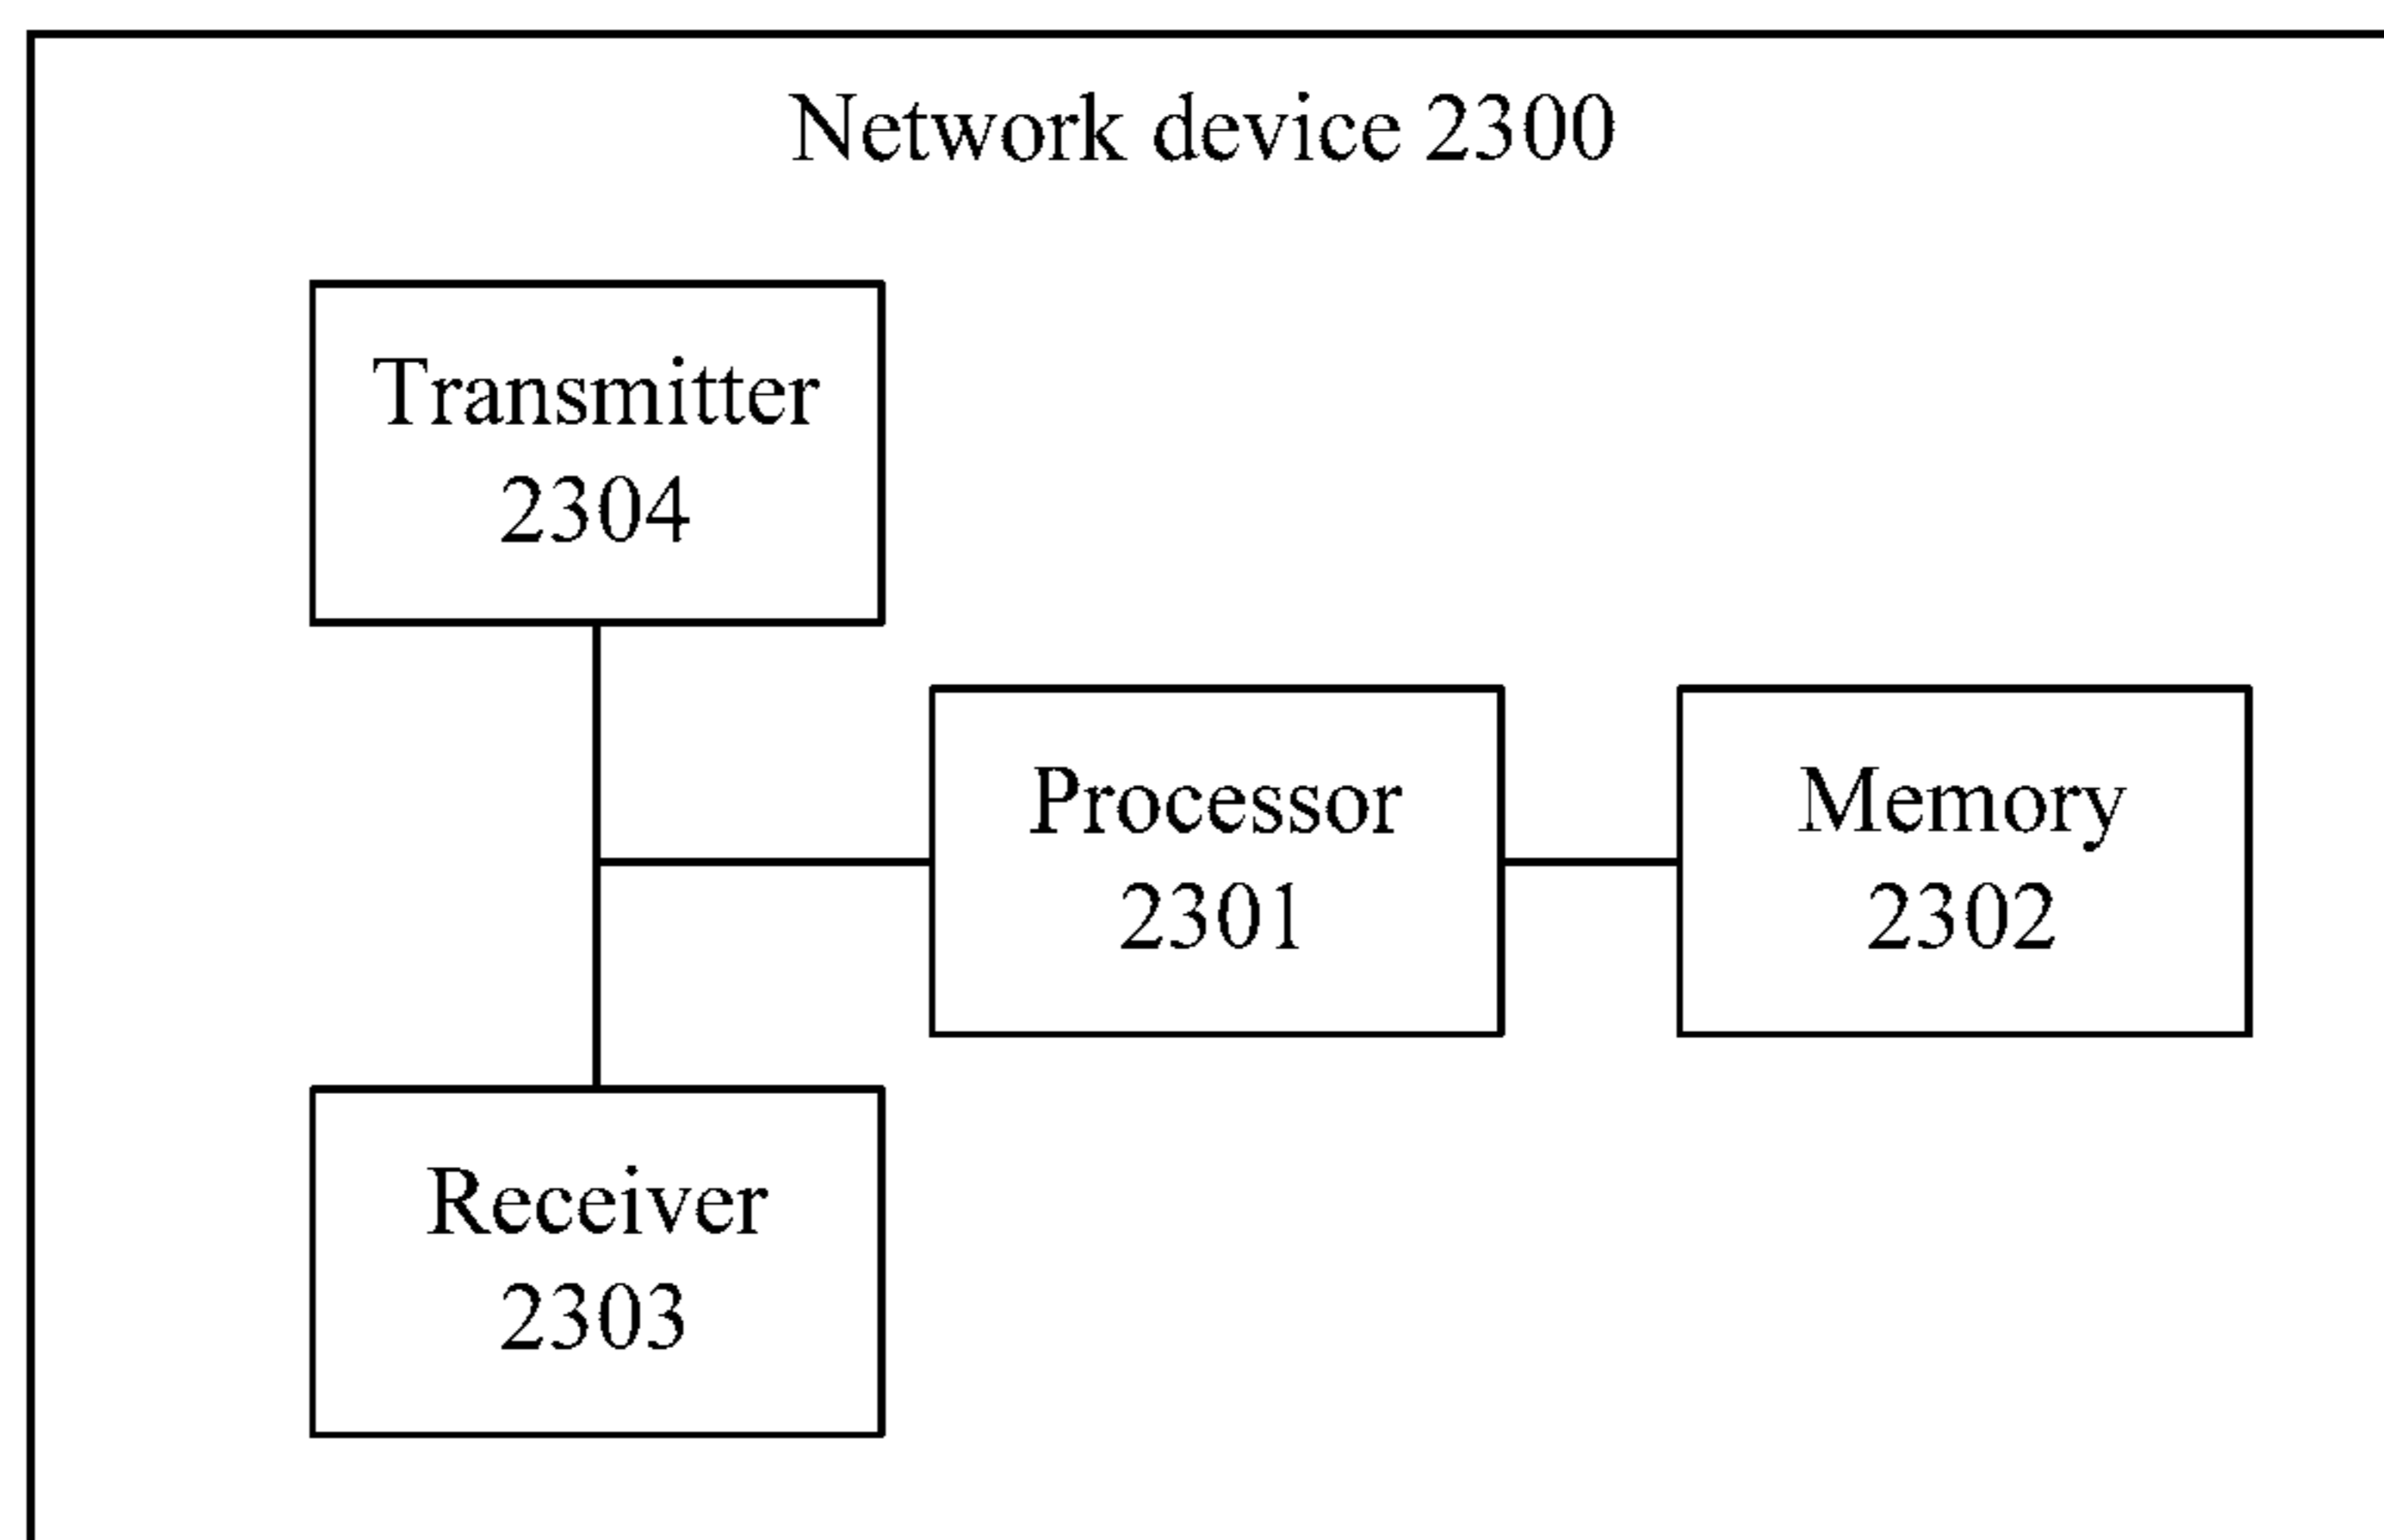 Network device 2300
Transmitter
2304
Processor
2301
Memory
2302
Receiver
2303